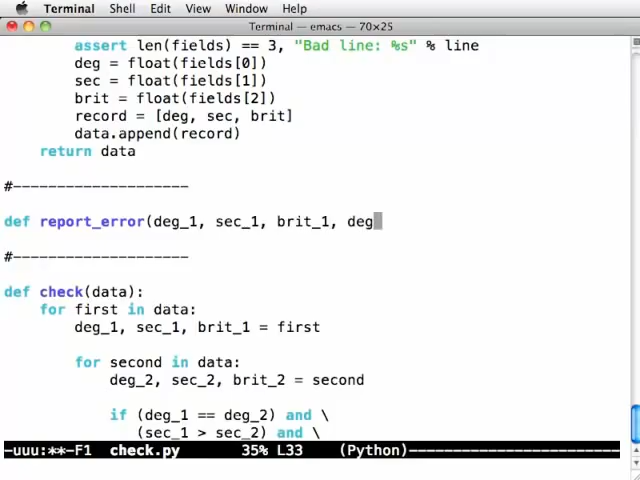 Terminal Shell Edit View Window Help
Terminal — emacs — 70×25
assert len(fields) == 3, "Bad line: %s" % line
deg = float(fields[0])
sec = float(fields[1])
brit = float(fields[2])
record = [deg, sec, brit]
data.append(record)
return data
#---------------------
def report_error(deg_1, sec_1, brit_1, deg
#---------------------
def check(data):
for first in data:
deg_1, sec_1, brit_1 = first
for second in data:
deg_2, sec_2, brit_2 = second
if (deg_1 == deg_2) and \
(sec_1 > sec_2) and \
-uuu:**-F1 check.py 35% L33 (Python)-------------------------